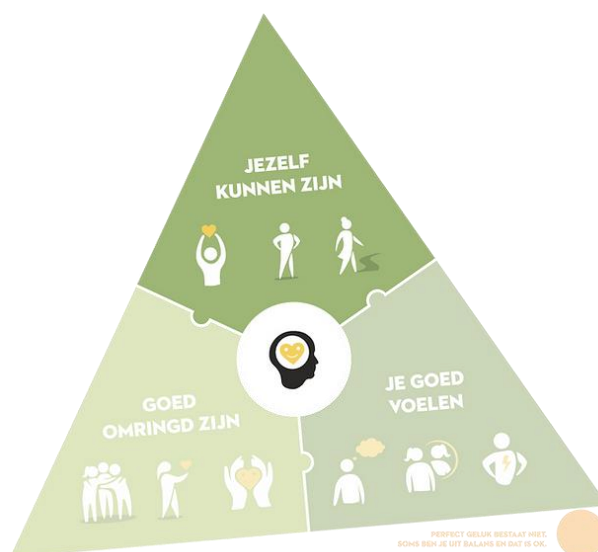 JEZELF
KUNNEN ZIJN
GOED
OMRINGD ZIJN
JE GOED
VOELEN
PERFECT GELUK BESTAAT NIET.
SOMS BEN JE UIT BALANS EN DAT IS OK.